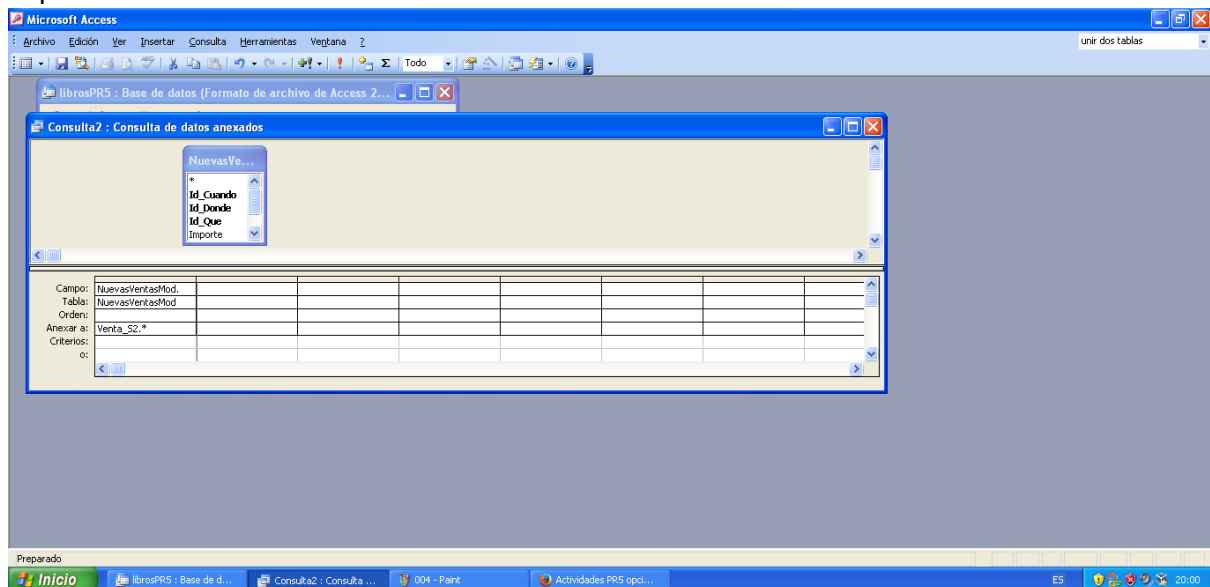 Microsoft Access
Archivo Edición Ver Insertar Consulta Herramientas Ventana ? unir dos tablas
Σ Todo
librosPR5 : Base de datos (Formato de archivo de Access 2...
Consulta2 : Consulta de datos anexados
NuevasVe...
*
Id_Cuando
Id_Donde
Id_Que
Importe
Campo: NuevasVentasMod.
Tabla: NuevasVentasMod
Orden:
Anexar a: Venta_S2.*
Criterios:
o:
Preparado
Inicio librosPR5 : Base de d... Consulta2 : Consulta ... 004 - Paint Actividades PR5 opci... ES 20:00